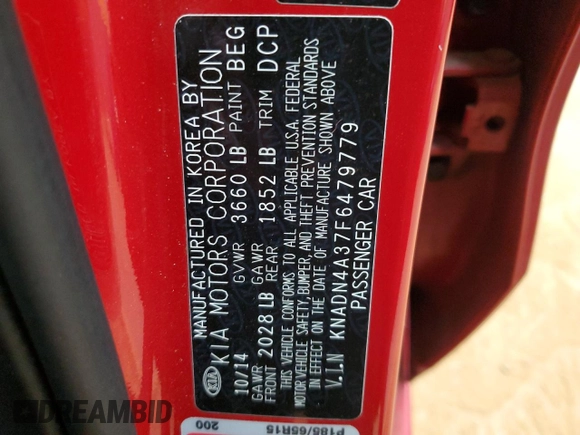 MANUFACTURED IN KOREA BY
KIA MOTORS CORPORATION
10/14 GVWR 3660 LB PAINT BEG
GAWR FRONT 2028 LB GAWR REAR 1852 LB TRIM DCP
THIS VEHICLE CONFORMS TO ALL APPLICABLE U.S.A. FEDERAL
MOTOR VEHICLE SAFETY, BUMPER, AND THEFT PREVENTION STANDARDS
IN EFFECT ON THE DATE OF MANUFACTURE SHOWN ABOVE
V.I.N KNADN4A37F6479779
PASSENGER CAR
KIA
P185/65R15
200
DREAMBID